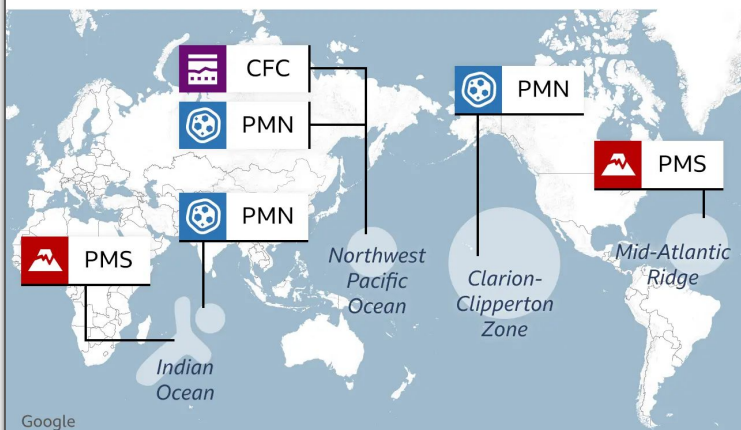 CFC
PMN
PMN
PMS
PMN
PMS
Northwest
Pacific
Ocean
Clarion-
Clipperton
Zone
Mid-Atlantic
Ridge
Indian
Ocean
Google